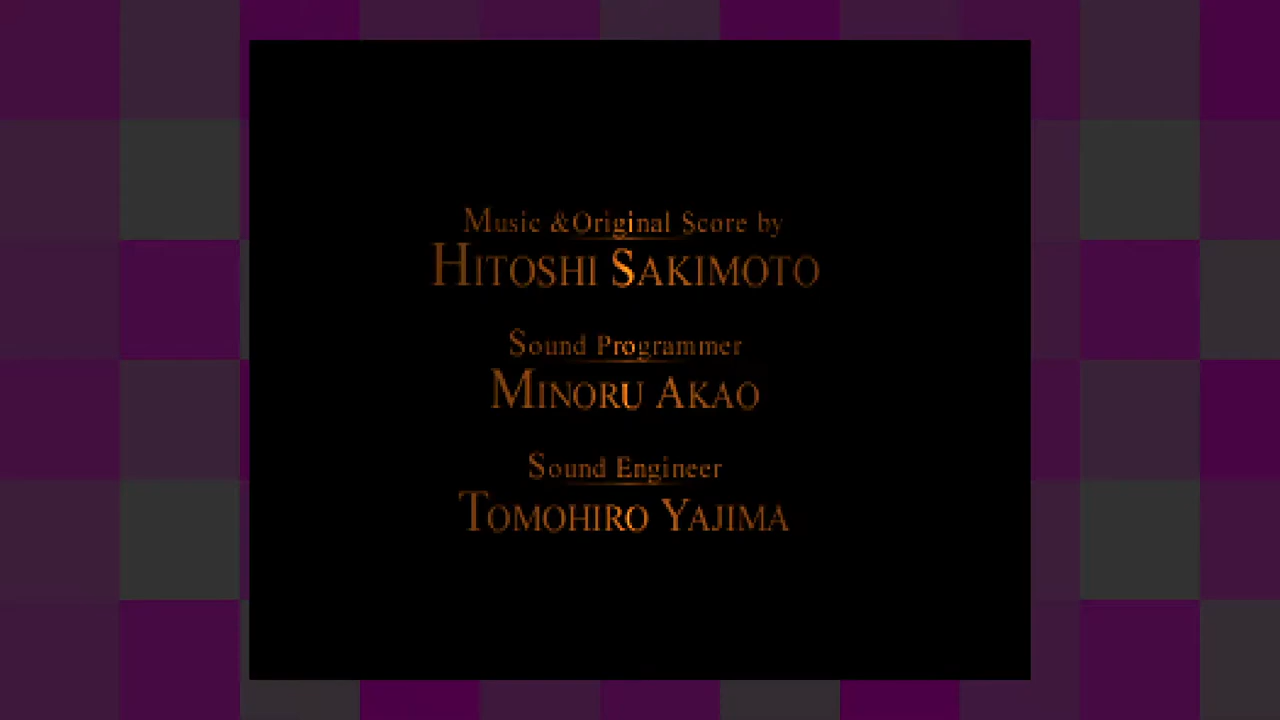 Music &Original Score by
HITOSHI SAKIMOTO
Sound Programmer
MINORU AKAO
Sound Engineer
TOMOHIRO YAJIMA